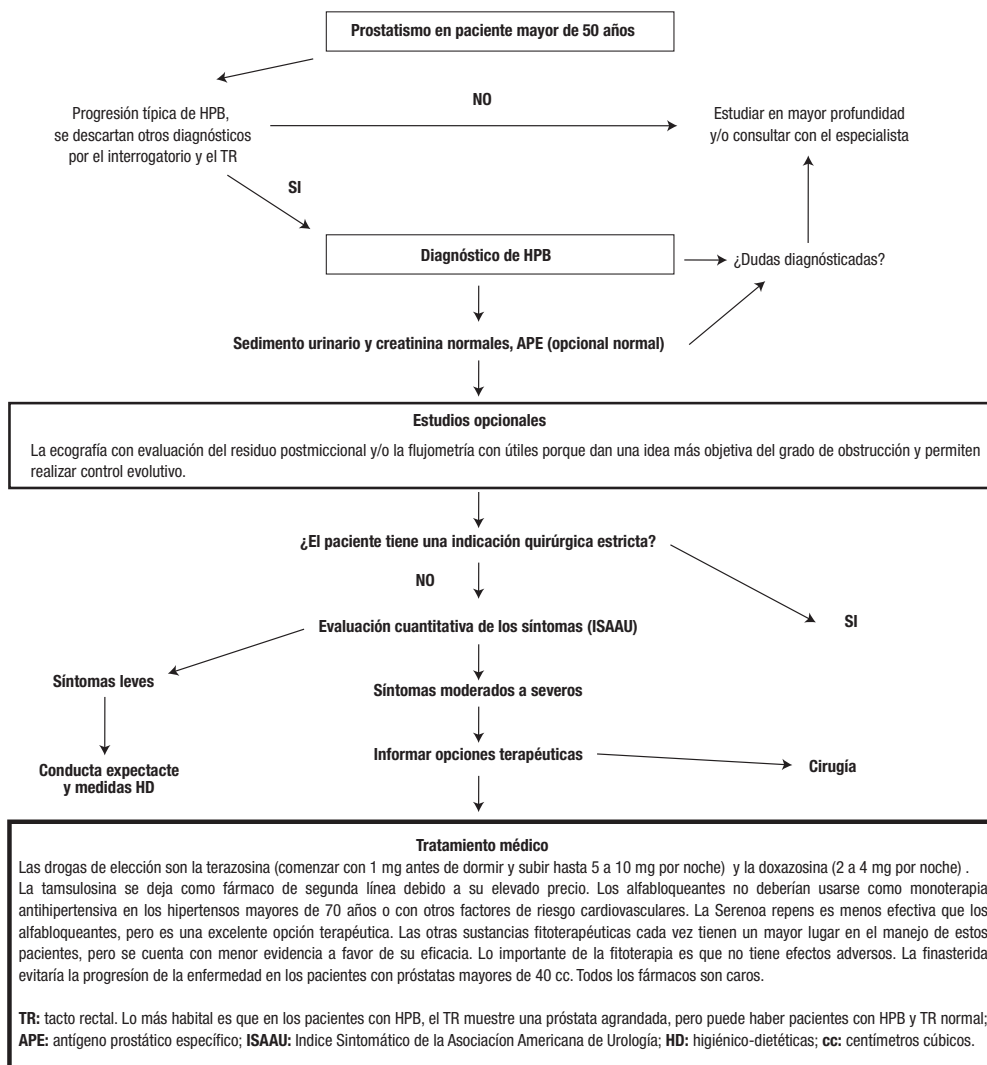 Prostatismo en paciente mayor de 50 años
NO
Progresión típica de HPB,
se descartan otros diagnósticos
por el interrogatorio y el TR
Estudiar en mayor profundidad
y/o consultar con el especialista
SI
Diagnóstico de HPB
¿Dudas diagnósticadas?
Sedimento urinario y creatinina normales, APE (opcional normal)
Estudios opcionales
La ecografía con evaluación del residuo postmiccional y/o la flujometría con útiles porque dan una idea más objetiva del grado de obstrucción y permiten
realizar control evolutivo.
¿El paciente tiene una indicación quirúrgica estricta?
NO
SI
Evaluación cuantitativa de los síntomas (ISAAU)
Síntomas leves
Síntomas moderados a severos
Conducta expectacte
y medidas HD
Informar opciones terapéuticas
Cirugía
Tratamiento médico
Las drogas de elección son la terazosina (comenzar con 1 mg antes de dormir y subir hasta 5 a 10 mg por noche) y la doxazosina (2 a 4 mg por noche) .
La tamsulosina se deja como fármaco de segunda línea debido a su elevado precio. Los alfabloqueantes no deberían usarse como monoterapia
antihipertensiva en los hipertensos mayores de 70 años o con otros factores de riesgo cardiovasculares. La Serenoa repens es menos efectiva que los
alfabloqueantes, pero es una excelente opción terapéutica. Las otras sustancias fitoterapéuticas cada vez tienen un mayor lugar en el manejo de estos
pacientes, pero se cuenta con menor evidencia a favor de su eficacia. Lo importante de la fitoterapia es que no tiene efectos adversos. La finasterida
evitaría la progresíon de la enfermedad en los pacientes con próstatas mayores de 40 cc. Todos los fármacos son caros.
TR: tacto rectal. Lo más habitual es que en los pacientes con HPB, el TR muestre una próstata agrandada, pero puede haber pacientes con HPB y TR normal;
APE: antígeno prostático específico; ISAAU: Indice Sintomático de la Asociacíon Americana de Urología; HD: higiénico-dietéticas; cc: centímetros cúbicos.